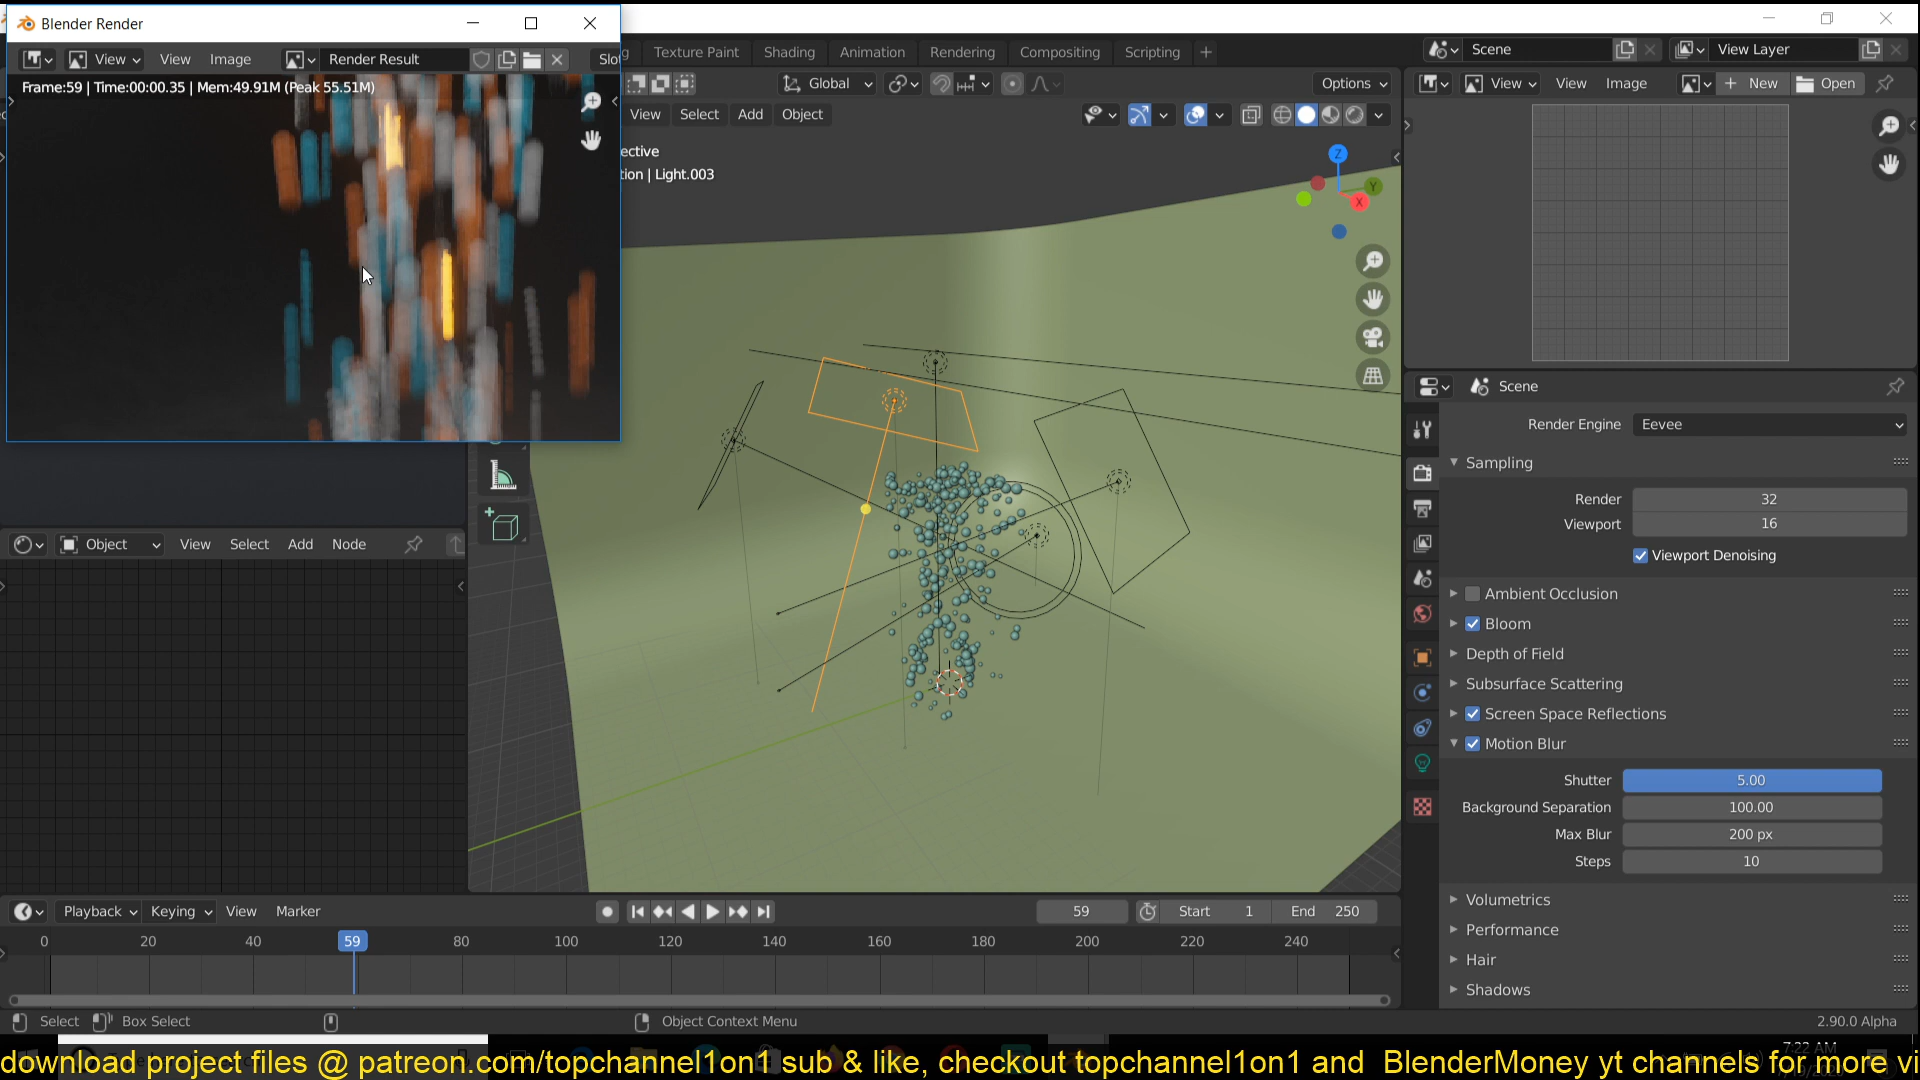 Blender Render
View View Image Render Result Slo
Frame:59 | Time:00:00.35 | Mem:49.91M (Peak 55.51M)
Texture Paint Shading Animation Rendering Compositing Scripting
Scene View Layer
Global Options
View View Image New Open
View Select Add Object
ective
tion | Light.003
Z
Y
X
Scene
Render Engine Eevee
Sampling
Render 32
Viewport 16
Viewport Denoising
Ambient Occlusion
Bloom
Depth of Field
Subsurface Scattering
Screen Space Reflections
Motion Blur
Shutter 5.00
Background Separation 100.00
Max Blur 200 px
Steps 10
Volumetrics
Performance
Hair
Shadows
Object View Select Add Node
Playback Keying View Marker
59 Start 1 End 250
0 20 40 59 80 100 120 140 160 180 200 220 240
Select Box Select Object Context Menu
2.90.0 Alpha
7:22 AM
download project files @ patreon.com/topchannel1on1 sub & like, checkout topchannel1on1 and BlenderMoney yt channels for more vi